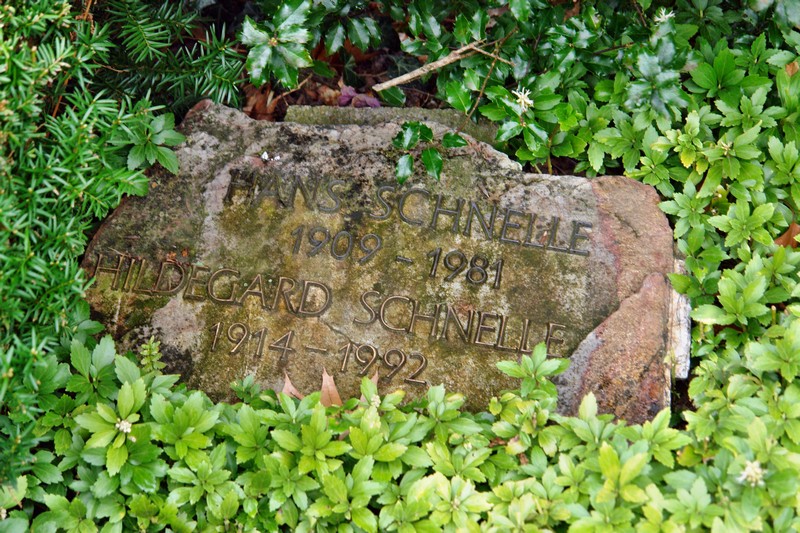 HANS SCHNELLE
1909 - 1981
HILDEGARD SCHNELLE
1914 - 1992